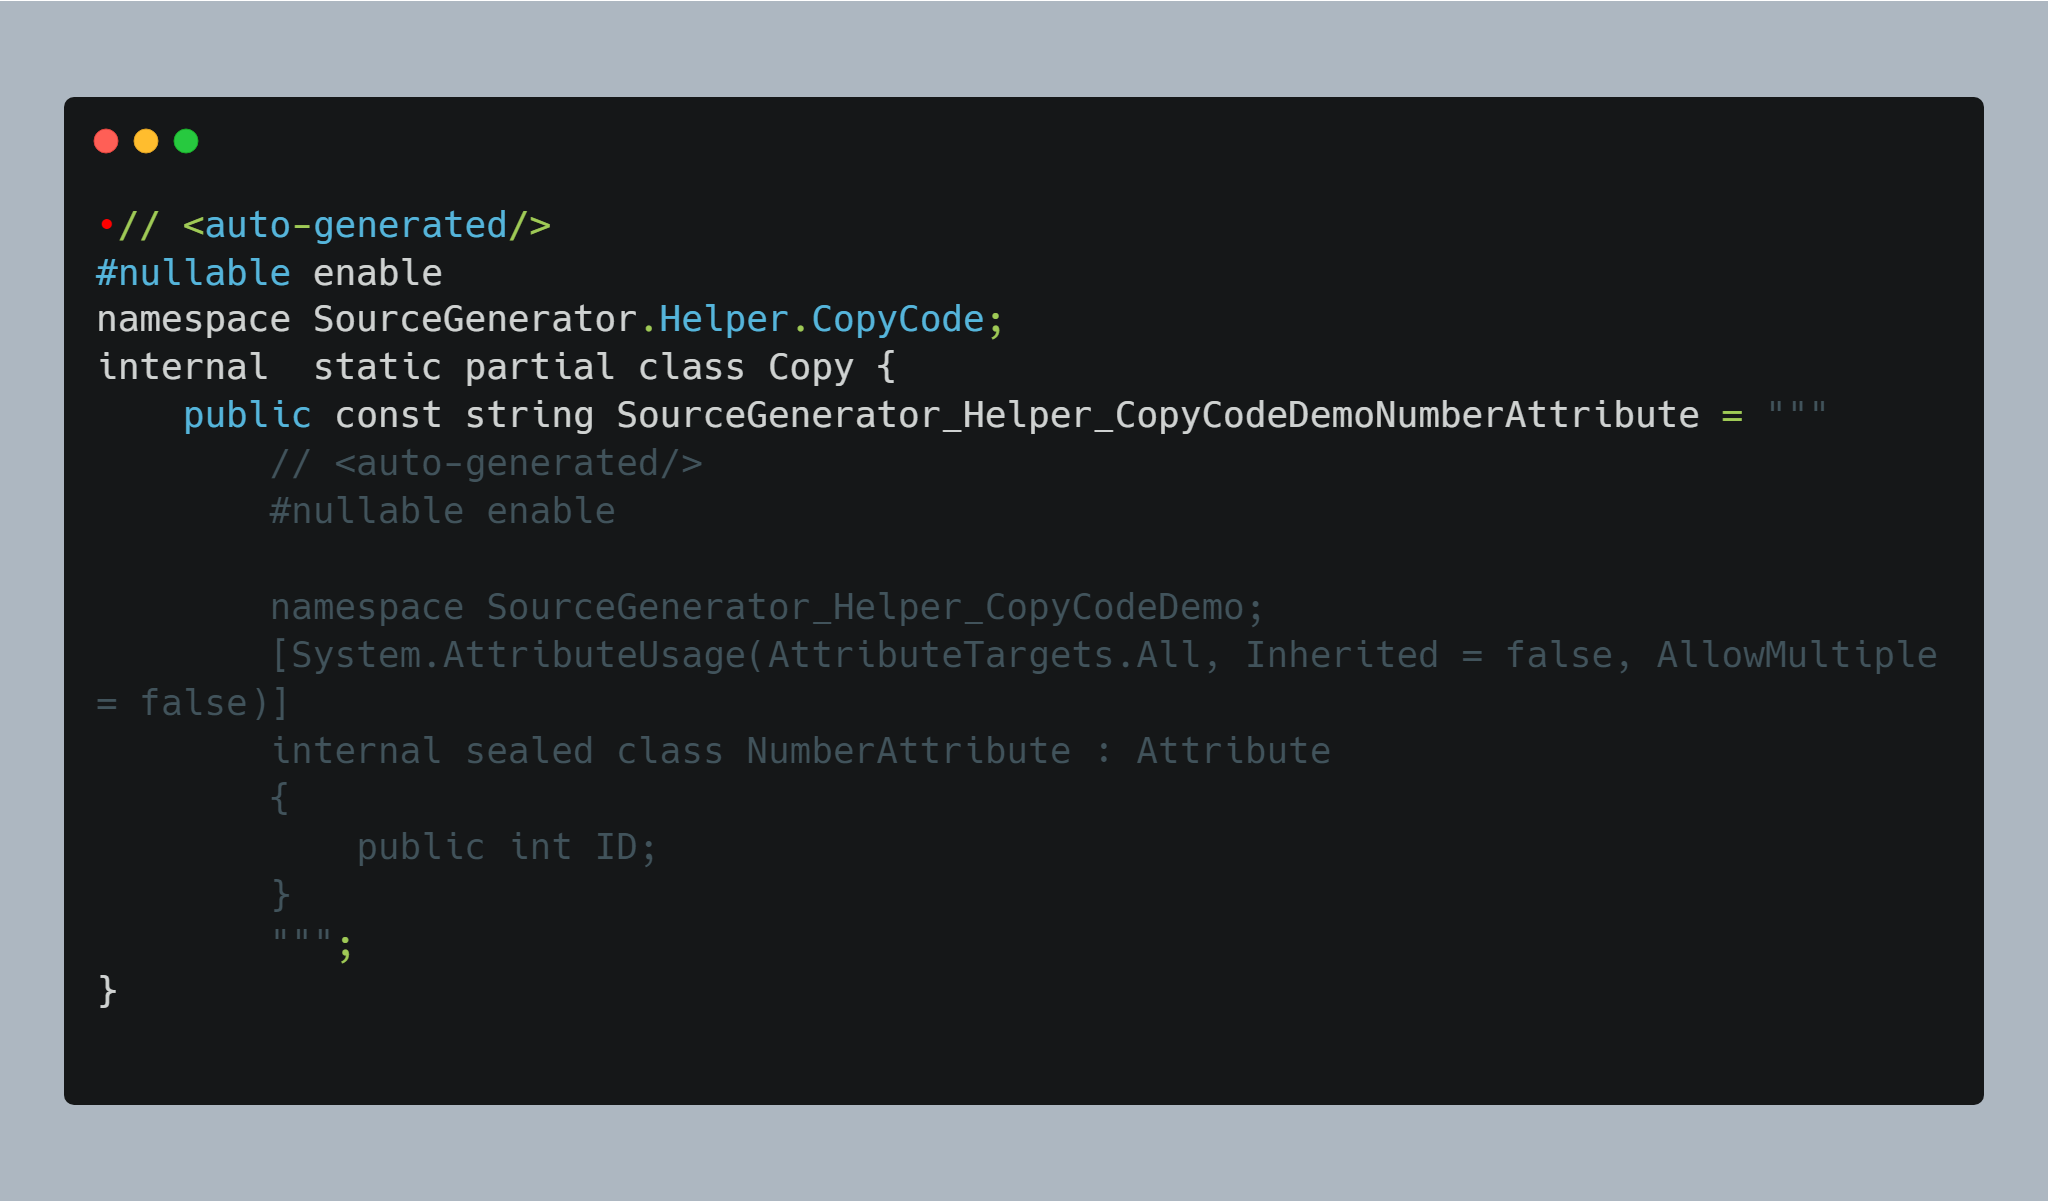 •// <auto-generated/>
#nullable enable
namespace SourceGenerator.Helper.CopyCode;
internal  static partial class Copy {
    public const string SourceGenerator_Helper_CopyCodeDemoNumberAttribute = """
        // <auto-generated/>
        #nullable enable

        namespace SourceGenerator_Helper_CopyCodeDemo;
        [System.AttributeUsage(AttributeTargets.All, Inherited = false, AllowMultiple
= false)]
        internal sealed class NumberAttribute : Attribute
        {
            public int ID;
        }
        """;
}